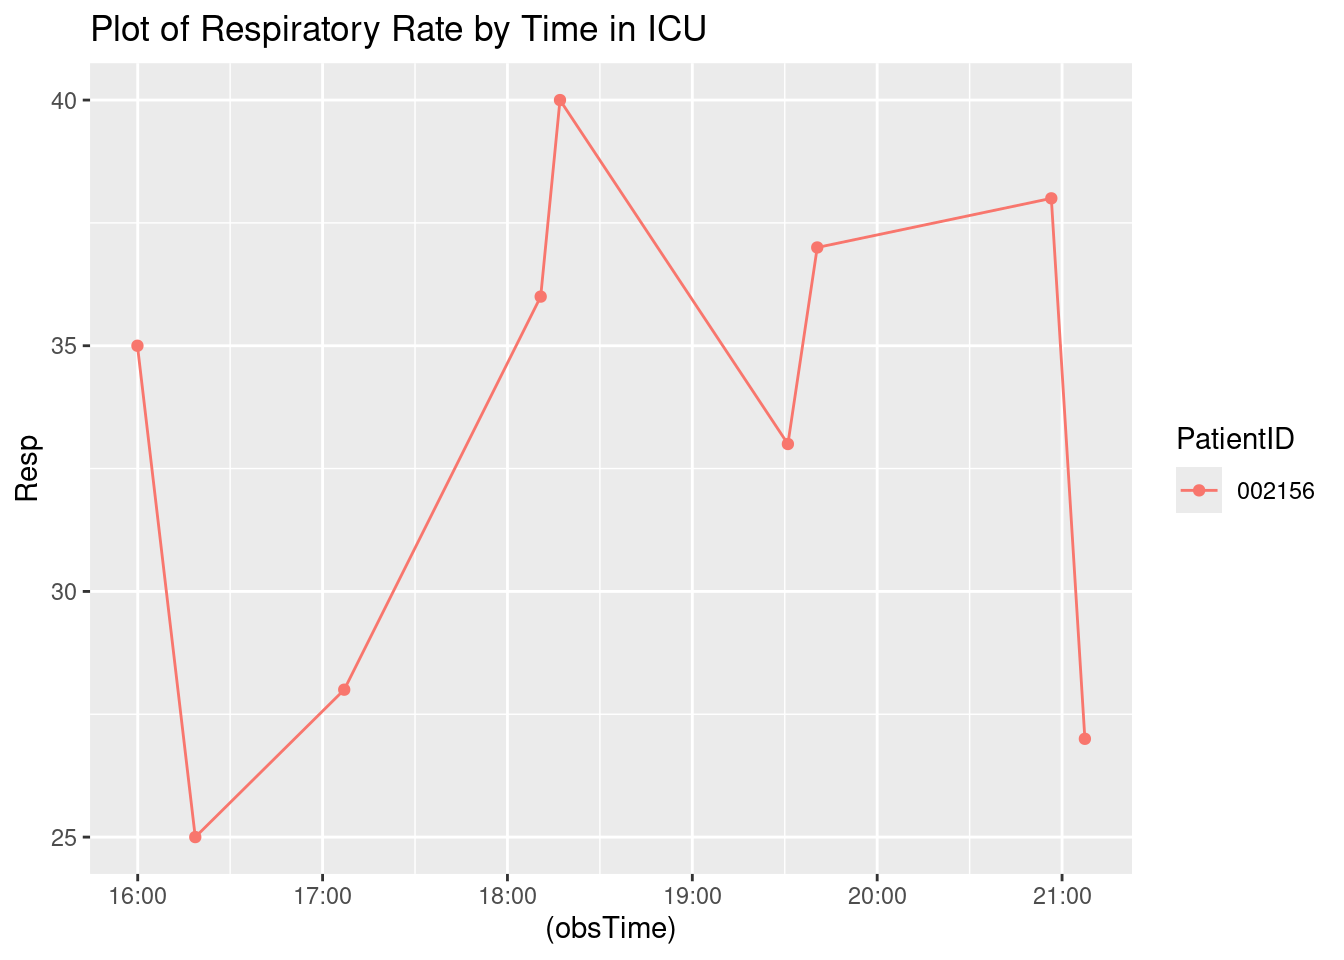 Plot of Respiratory Rate by Time in ICU
40
35
30
25
Resp
16:00 17:00 18:00 19:00 20:00 21:00
(obsTime)
PatientID
002156